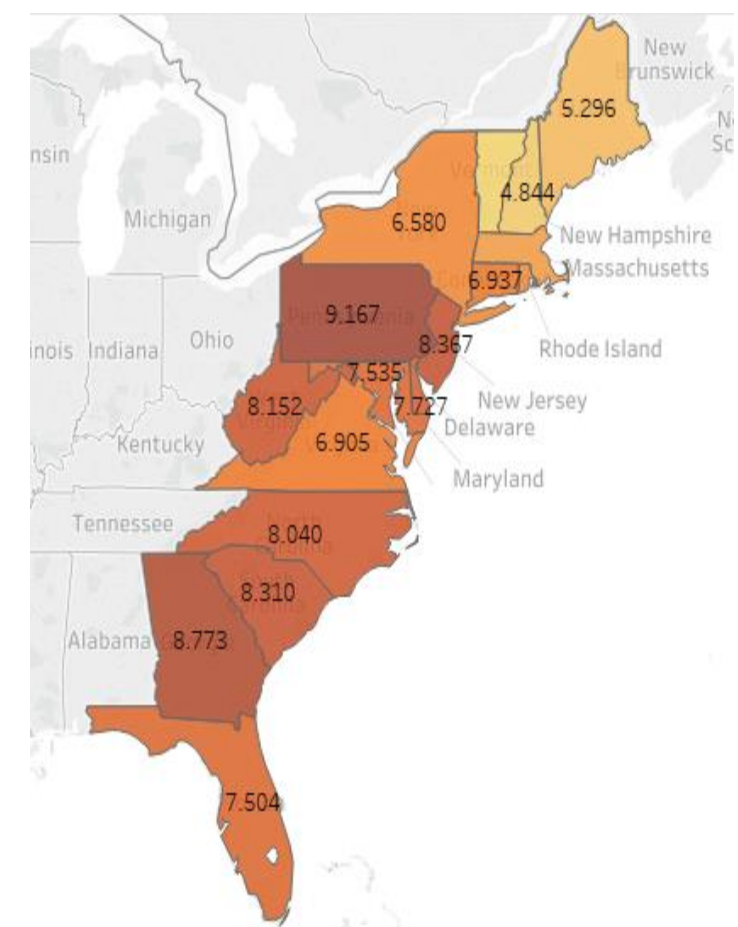 New
Brunswick
5.296
N
Sc
nsin
Vermont
4.844
Michigan
6.580
New Hampshire
Massachusetts
6.937
9.167
Ohio
8.367
inois
Indiana
Rhode Island
7.535
8.152
7.727
New Jersey
Delaware
Kentucky
6.905
Maryland
Tennessee
8.040
8.310
Alabama
8.773
7.504